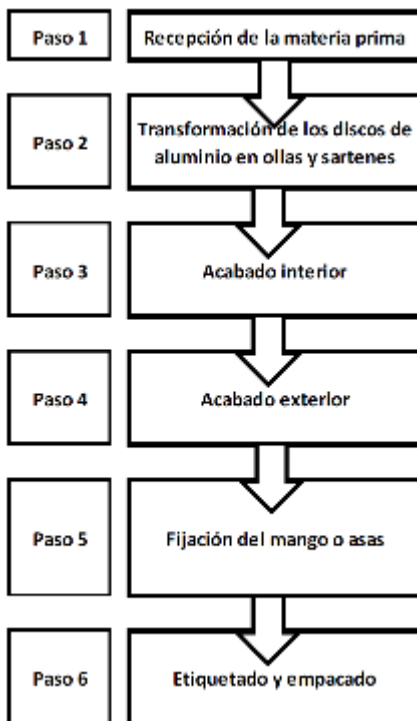 Paso 1
Recepción de la materia prima
Paso 2
Transformación de los discos de
aluminio en ollas y sartenes
Paso 3
Acabado interior
Paso 4
Acabado exterior
Paso 5
Fijación del mango o asas
Paso 6
Etiquetado y empacado